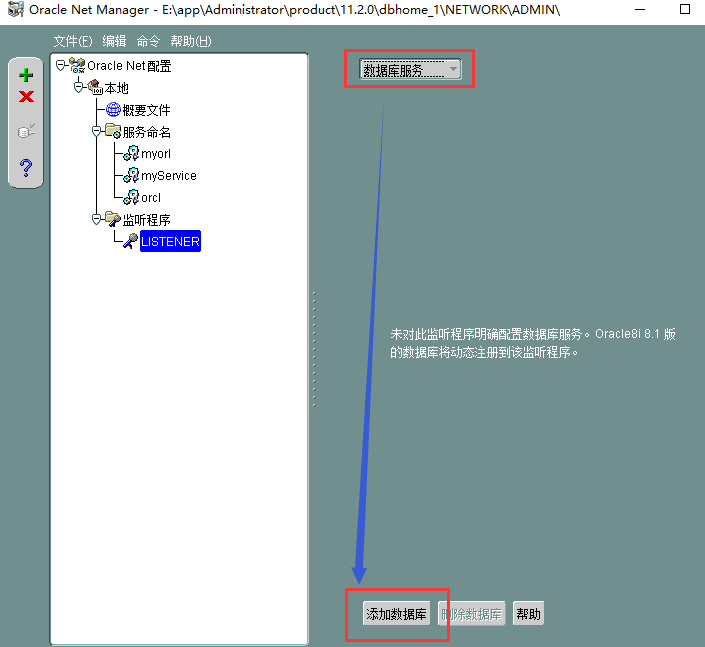 Oracle Net Manager - E:\app\Administrator\product\11.2.0\dbhome_1\NETWORK\ADMIN\
文件(F) 编辑 命令 帮助(H)
Oracle Net 配置
本地
概要文件
服务命名
myorl
myService
orcl
监听程序
LISTENER
数据库服务
未对此监听程序明确配置数据库服务。Oracle8i 8.1 版
的数据库将动态注册到该监听程序。
添加数据库 删除数据库 帮助